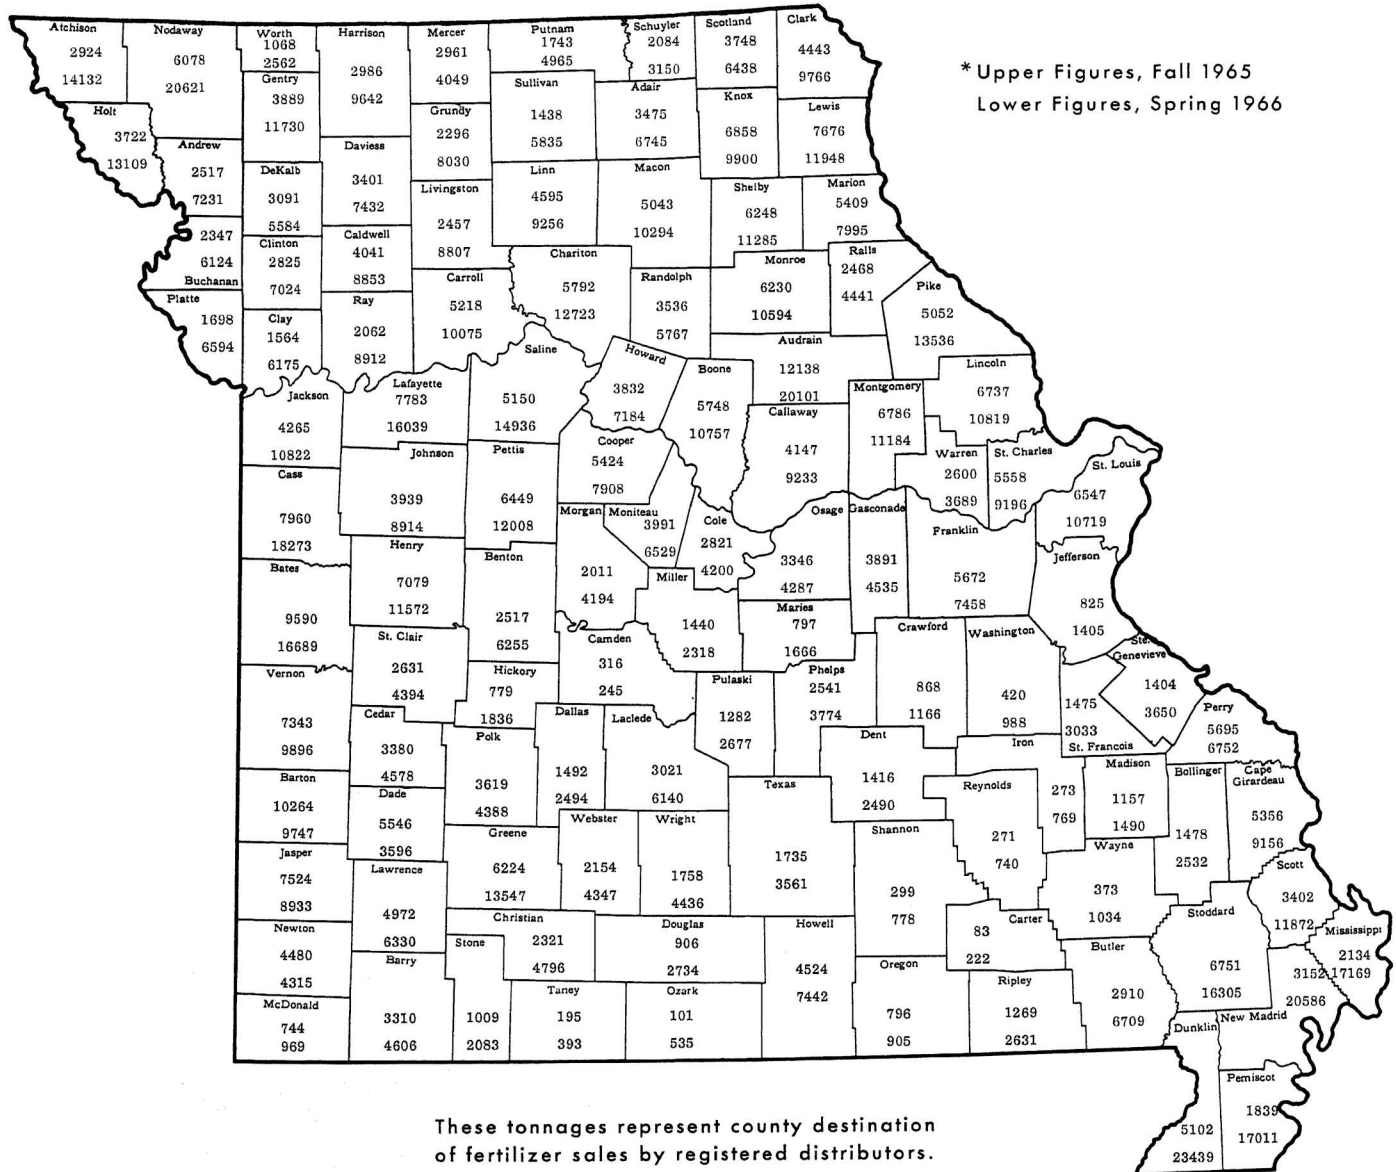 Atchison
2924
14132
Nodaway
6078
20621
Worth
1068
2562
Harrison
2986
9642
Mercer
2961
4049
Putnam
1743
4965
Schuyler
2084
3150
Scotland
3748
6438
Clark
4443
9766
*Upper Figures, Fall 1965
Lower Figures, Spring 1966
Holt
3722
13109
Andrew
2517
7231
Gentry
3889
11730
DeKalb
3091
5584
Daviess
3401
7432
Grundy
2296
8030
Sullivan
1438
5835
Adair
3475
6745
Knox
6858
9900
Lewis
7676
11948
Livingston
2457
8807
Linn
4595
9256
Macon
5043
10294
Shelby
6248
11285
Marion
5409
7995
2347
6124
Buchanan
Clinton
2825
7024
Caldwell
4041
8853
Carroll
5218
10075
Chariton
5792
12723
Randolph
3536
5767
Monroe
6230
10594
Ralls
2468
4441
Pike
5052
13536
Platte
1698
6594
Clay
1564
6175
Ray
2062
8912
Saline
5150
14936
Howard
3832
7184
Boone
5748
10757
Audrain
12138
20101
Callaway
4147
9233
Montgomery
6786
11184
Lincoln
6737
10819
Jackson
4265
10822
Lafayette
7783
16039
Johnson
3939
8914
Pettis
6449
12008
Cooper
5424
7908
Warren
2600
3689
St. Charles
5558
9196
St. Louis
6547
10719
Cass
7960
18273
Henry
7079
11572
Benton
2517
6255
Morgan
2011
4194
Moniteau
3991
6529
Cole
2821
4200
Osage
3346
4287
Gasconade
3891
4535
Franklin
5672
7458
Jefferson
825
1405
Bates
9590
16689
St. Clair
2631
4394
Hickory
779
1836
Camden
316
245
Miller
1440
2318
Maries
797
1666
Phelps
2541
3774
Crawford
868
1166
Washington
420
988
1475
3033
St. Francois
Ste.
Genevieve
1404
3650
Perry
5695
6752
Vernon
7343
9896
Cedar
3380
4578
Polk
3619
4388
Dallas
1492
2494
Laclede
3021
6140
Pulaski
1282
2677
Texas
1735
3561
Dent
1416
2490
Iron
273
769
Reynolds
271
740
Madison
1157
1490
Bollinger
1478
2532
Cape
Girardeau
5356
9156
Barton
10264
9747
Dade
5546
3596
Greene
6224
13547
Webster
2154
4347
Wright
1758
4436
Shannon
299
778
Wayne
373
1034
Scott
3402
11872
Jasper
7524
8933
Lawrence
4972
6330
Christian
2321
4796
Douglas
906
2734
Howell
4524
7442
Carter
83
222
Butler
2910
6709
Stoddard
6751
16305
Mississippi
2134
17169
Newton
4480
4315
Barry
3310
4606
Stone
1009
2083
Taney
195
393
Ozark
101
535
Oregon
796
905
Ripley
1269
2631
3152
20586
New Madrid
McDonald
744
969
Dunklin
5102
23439
Pemiscot
1839
17011
These tonnages represent county destination
of fertilizer sales by registered distributors.